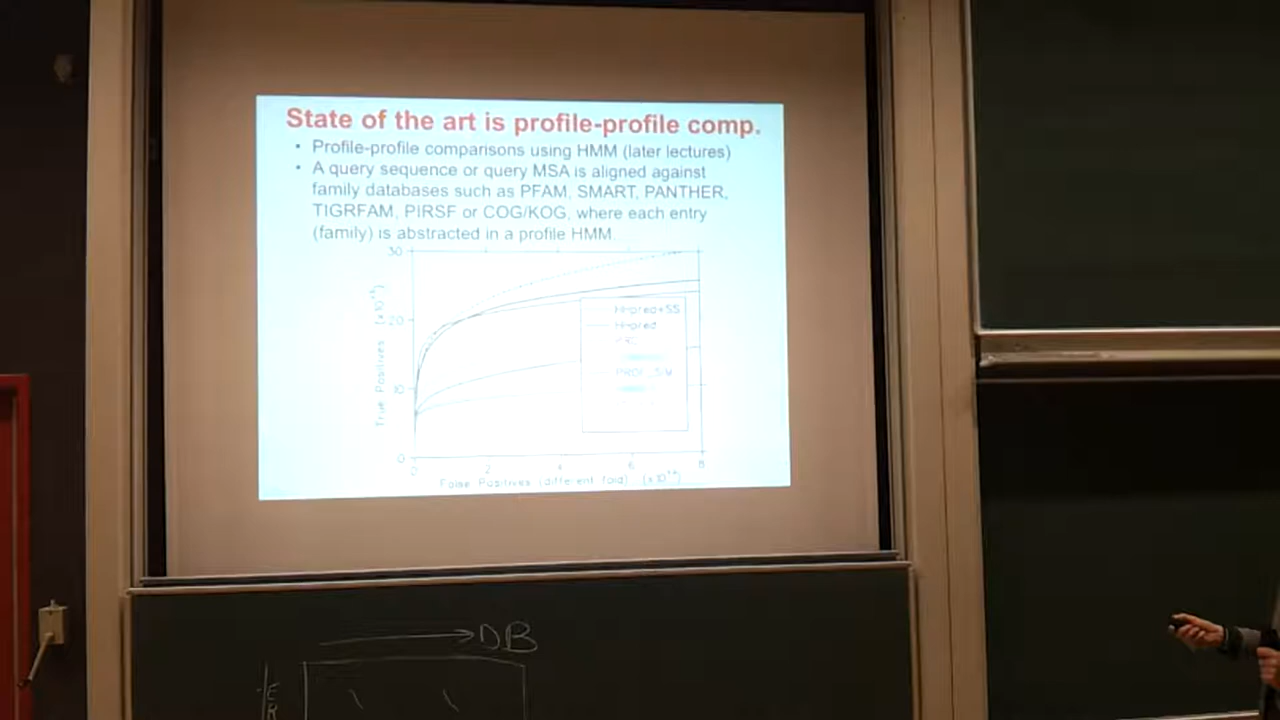 State of the art is profile-profile comp.
• Profile-profile comparisons using HMM (later lectures)
• A query sequence or query MSA is aligned against
family databases such as PFAM, SMART, PANTHER,
TIGRFAM, PIRSF or COG/KOG, where each entry
(family) is abstracted in a profile HMM.
30
20
10
0
True Positives
0 2 4 6 8
False Positives (different fold)
DB